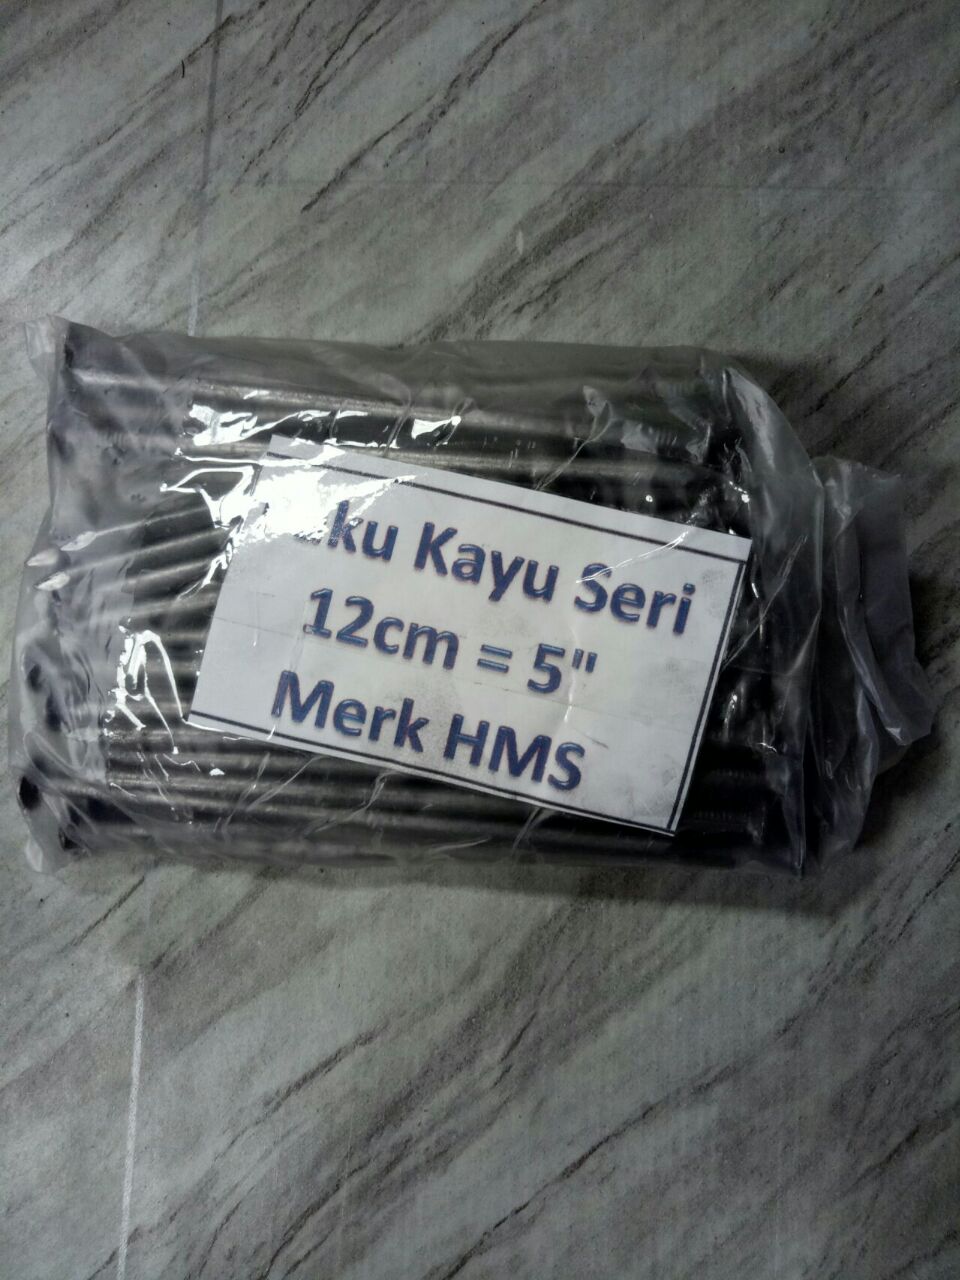 Kayu Seri
12cm = 5"
Merk HMS